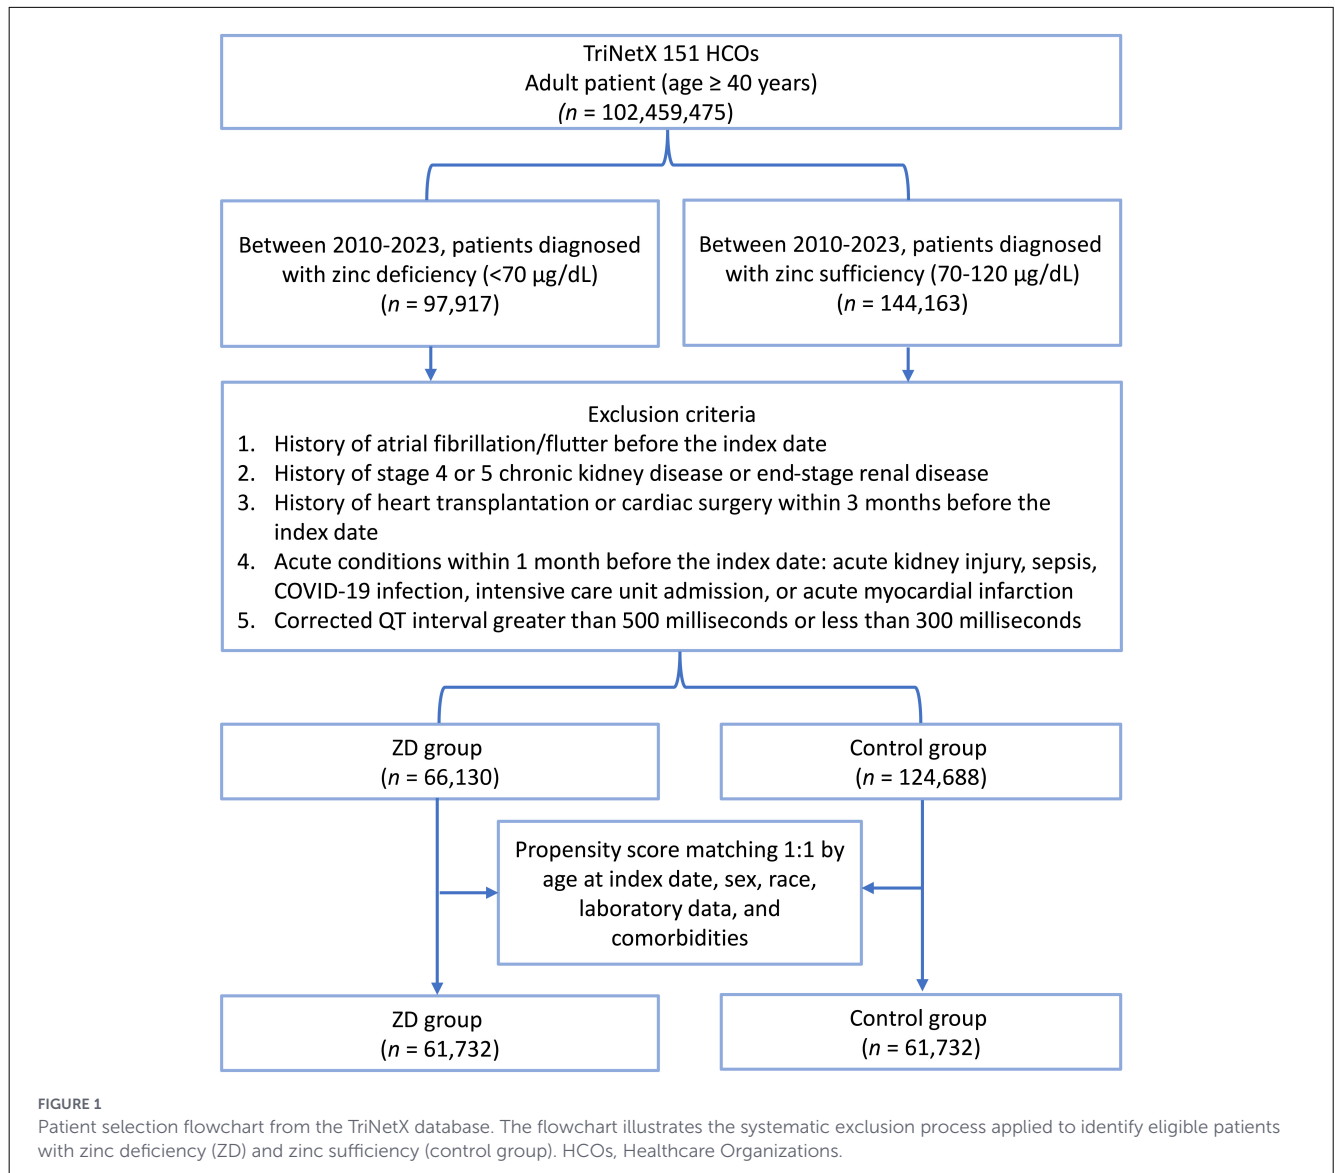 TriNetX 151 HCOs
Adult patient (age ≥ 40 years)
(n = 102,459,475)
Between 2010-2023, patients diagnosed
with zinc deficiency (<70 µg/dL)
(n = 97,917)
Between 2010-2023, patients diagnosed
with zinc sufficiency (70-120 µg/dL)
(n = 144,163)
Exclusion criteria
1. History of atrial fibrillation/flutter before the index date
2. History of stage 4 or 5 chronic kidney disease or end-stage renal disease
3. History of heart transplantation or cardiac surgery within 3 months before the
index date
4. Acute conditions within 1 month before the index date: acute kidney injury, sepsis,
COVID-19 infection, intensive care unit admission, or acute myocardial infarction
5. Corrected QT interval greater than 500 milliseconds or less than 300 milliseconds
ZD group
(n = 66,130)
Control group
(n = 124,688)
Propensity score matching 1:1 by
age at index date, sex, race,
laboratory data, and
comorbidities
ZD group
(n = 61,732)
Control group
(n = 61,732)
FIGURE 1
Patient selection flowchart from the TriNetX database. The flowchart illustrates the systematic exclusion process applied to identify eligible patients
with zinc deficiency (ZD) and zinc sufficiency (control group). HCOs, Healthcare Organizations.